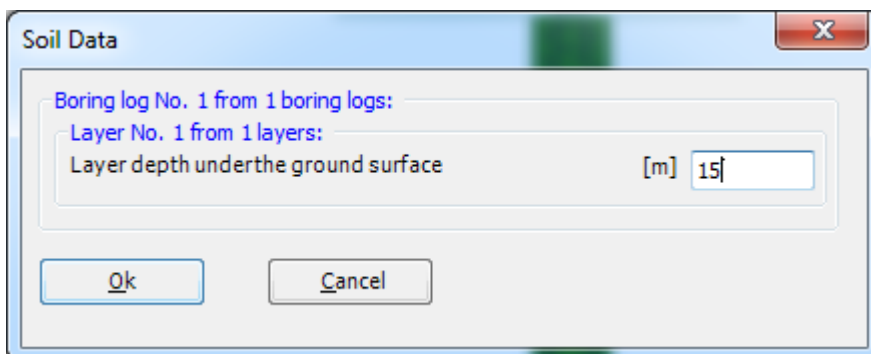 Soil Data
Boring log No. 1 from 1 boring logs:
Layer No. 1 from 1 layers:
Layer depth underthe ground surface [m] 15
Ok Cancel